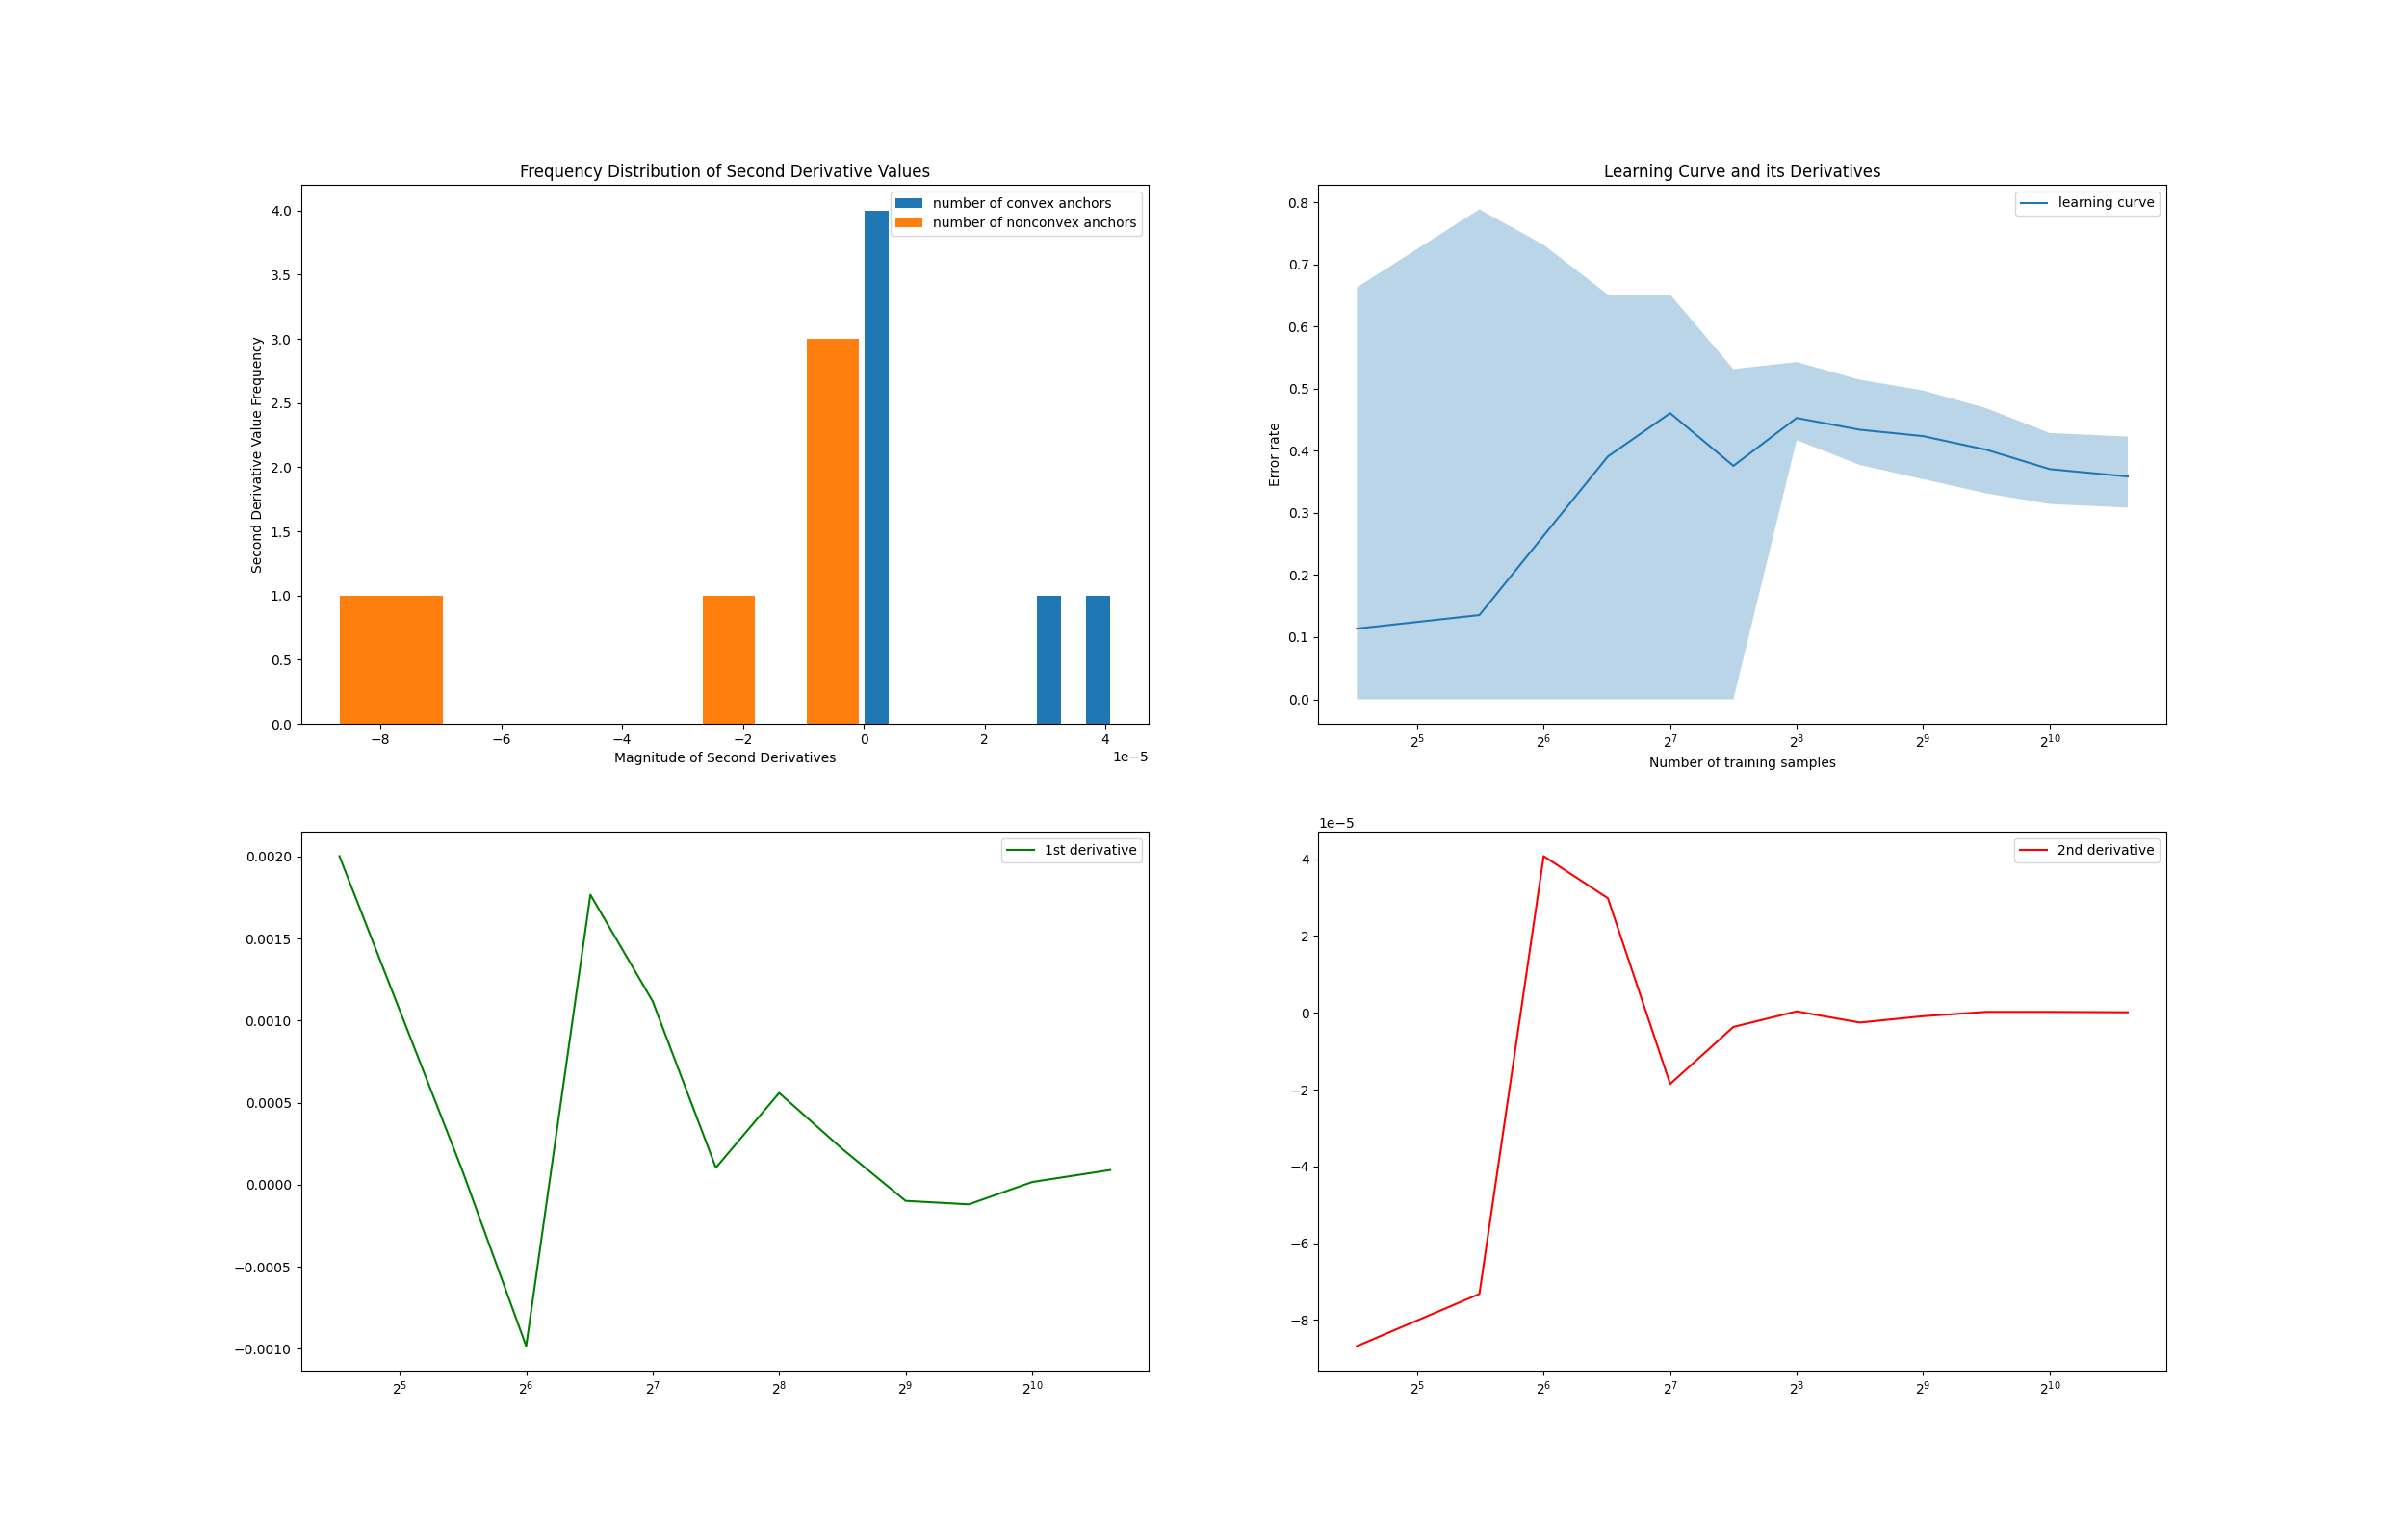 Frequency Distribution of Second Derivative Values
number of convex anchors
number of nonconvex anchors
Second Derivative Value Frequency
4.0
3.5
3.0
2.5
2.0
1.5
1.0
0.5
0.0
−8 −6 −4 −2 0 2 4
1e−5
Magnitude of Second Derivatives
Learning Curve and its Derivatives
learning curve
Error rate
0.8
0.7
0.6
0.5
0.4
0.3
0.2
0.1
0.0
2^5 2^6 2^7 2^8 2^9 2^10
Number of training samples
1st derivative
0.0020
0.0015
0.0010
0.0005
0.0000
−0.0005
−0.0010
2^5 2^6 2^7 2^8 2^9 2^10
1e−5
2nd derivative
4
2
0
−2
−4
−6
−8
2^5 2^6 2^7 2^8 2^9 2^10